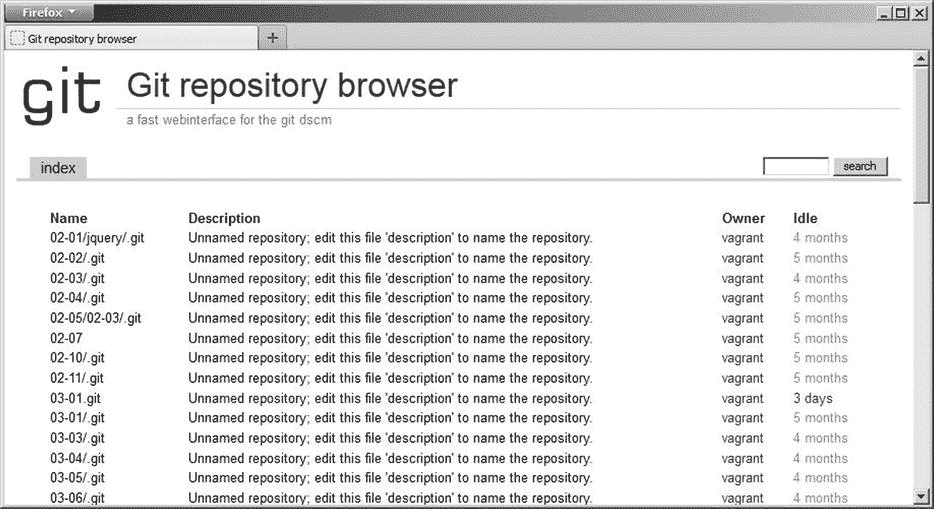 Firefox
Git repository browser
git
Git repository browser
a fast webinterface for the git dscm
index
search
Name Description Owner Idle
02-01/jquery/.git Unnamed repository; edit this file 'description' to name the repository. vagrant 4 months
02-02/.git Unnamed repository; edit this file 'description' to name the repository. vagrant 5 months
02-03/.git Unnamed repository; edit this file 'description' to name the repository. vagrant 4 months
02-04/.git Unnamed repository; edit this file 'description' to name the repository. vagrant 5 months
02-05/02-03/.git Unnamed repository; edit this file 'description' to name the repository. vagrant 5 months
02-07 Unnamed repository; edit this file 'description' to name the repository. vagrant 5 months
02-10/.git Unnamed repository; edit this file 'description' to name the repository. vagrant 5 months
02-11/.git Unnamed repository; edit this file 'description' to name the repository. vagrant 5 months
03-01.git Unnamed repository; edit this file 'description' to name the repository. vagrant 3 days
03-01/.git Unnamed repository; edit this file 'description' to name the repository. vagrant 5 months
03-03/.git Unnamed repository; edit this file 'description' to name the repository. vagrant 4 months
03-04/.git Unnamed repository; edit this file 'description' to name the repository. vagrant 4 months
03-05/.git Unnamed repository; edit this file 'description' to name the repository. vagrant 4 months
03-06/.git Unnamed repository; edit this file 'description' to name the repository. vagrant 4 months